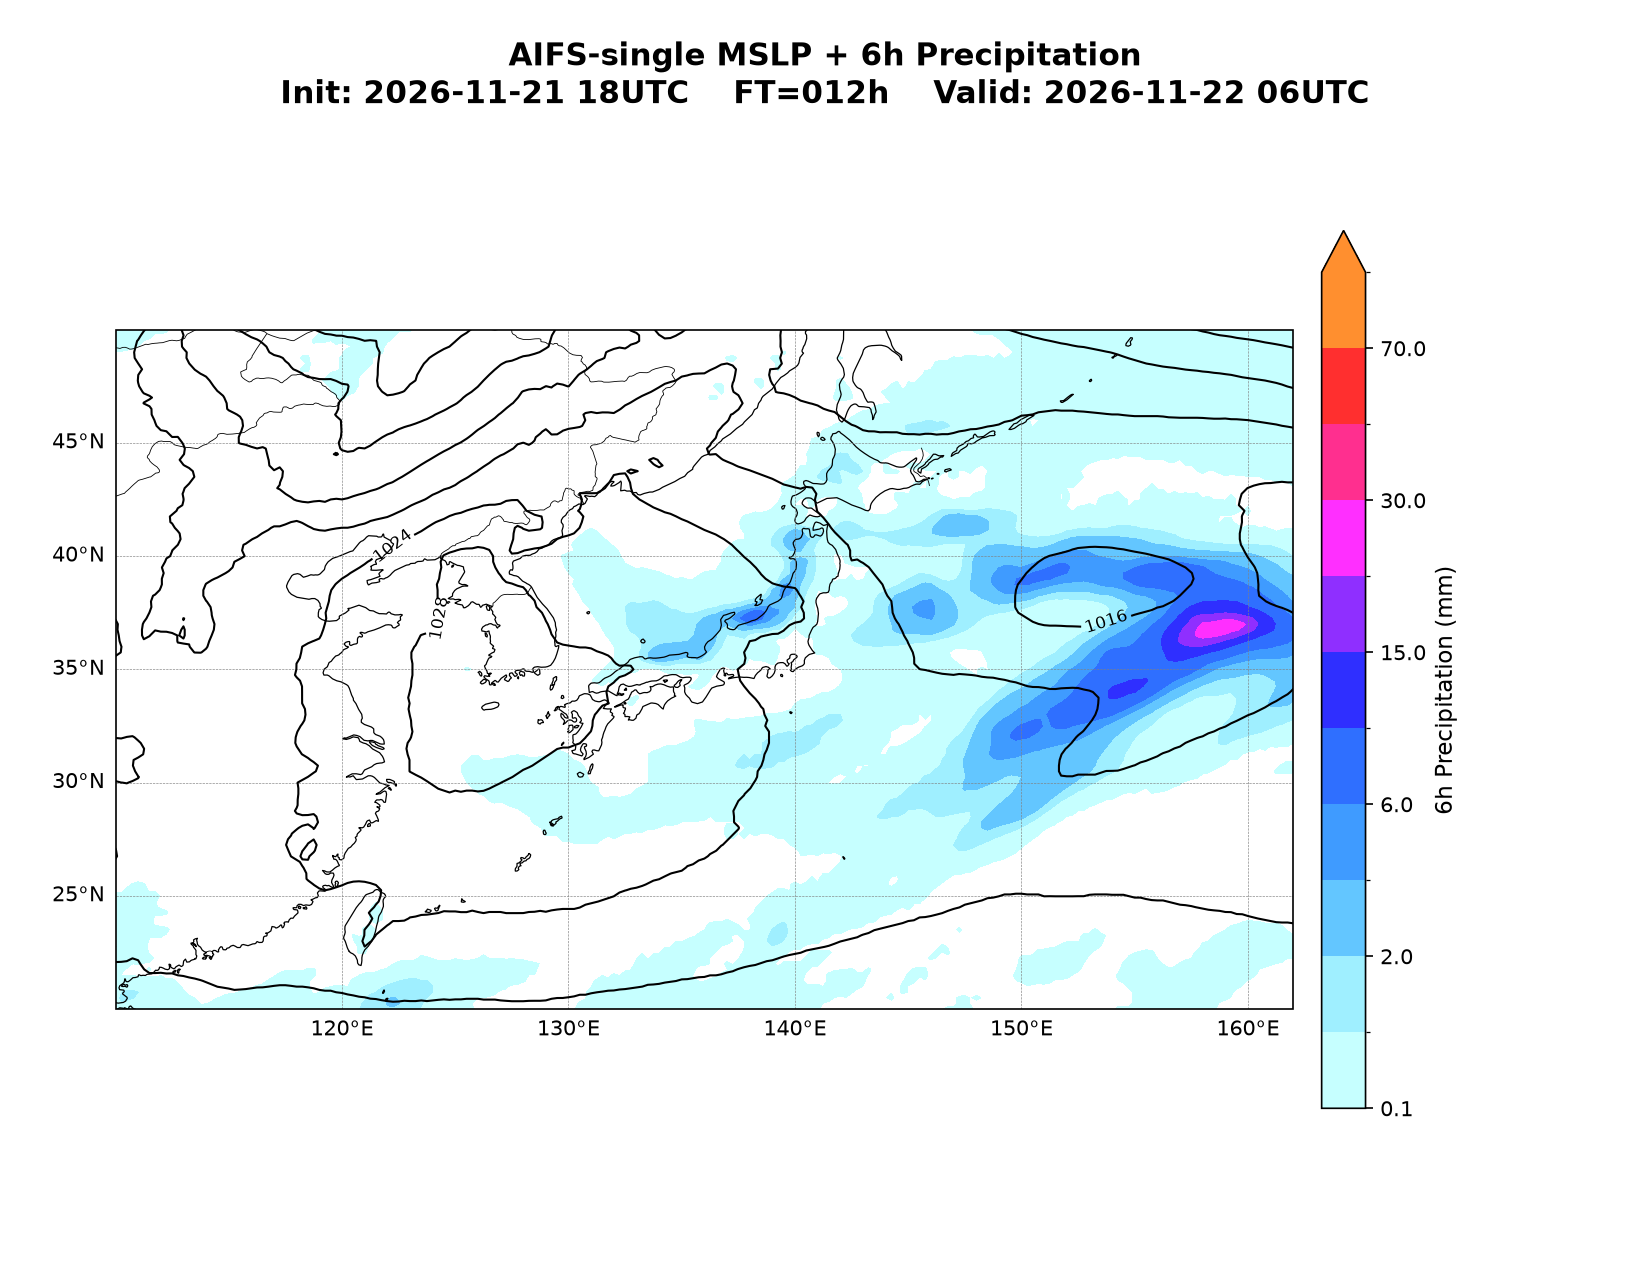 AIFS-single MSLP + 6h Precipitation
Init: 2026-11-21 18UTC    FT=012h    Valid: 2026-11-22 06UTC
70.0
30.0
15.0
6.0
2.0
0.1
6h Precipitation (mm)
45°N
40°N
35°N
30°N
25°N
120°E
130°E
140°E
150°E
160°E
1024
1028
1016